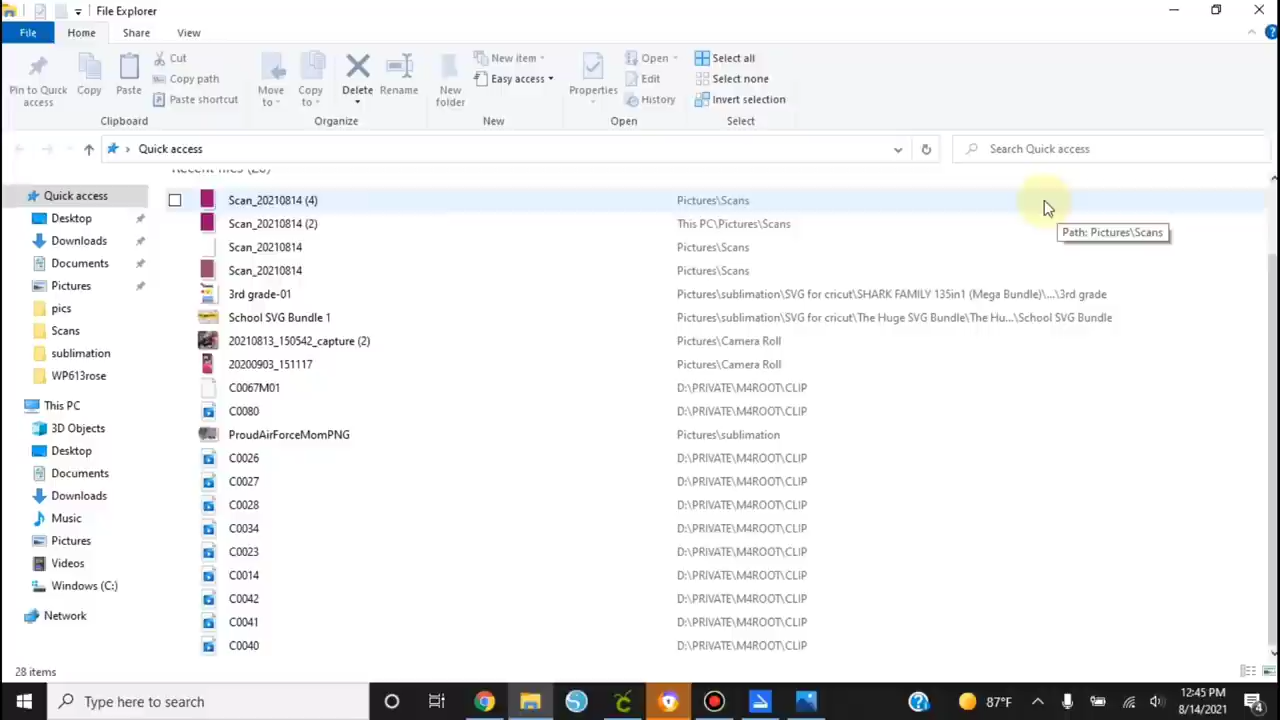 File Explorer
File Home Share View
Pin to Quick access
Copy
Paste
Cut
Copy path
Paste shortcut
Clipboard
Move to
Copy to
Delete
Rename
Organize
New folder
New item
Easy access
New
Properties
Open
Edit
History
Open
Select all
Select none
Invert selection
Select
Quick access
Search Quick access
Recent files (20)
Quick access
Desktop
Downloads
Documents
Pictures
pics
Scans
sublimation
WP613rose
This PC
3D Objects
Desktop
Documents
Downloads
Music
Pictures
Videos
Windows (C:)
Network
Scan_20210814 (4) Pictures\Scans
Scan_20210814 (2) This PC\Pictures\Scans
Scan_20210814 Pictures\Scans
Scan_20210814 Pictures\Scans
3rd grade-01 Pictures\sublimation\SVG for cricut\SHARK FAMILY 135in1 (Mega Bundle)\...\3rd grade
School SVG Bundle 1 Pictures\sublimation\SVG for cricut\The Huge SVG Bundle\The Hu...\School SVG Bundle
20210813_150542_capture (2) Pictures\Camera Roll
20200903_151117 Pictures\Camera Roll
C0067M01 D:\PRIVATE\M4ROOT\CLIP
C0080 D:\PRIVATE\M4ROOT\CLIP
ProudAirForceMomPNG Pictures\sublimation
C0026 D:\PRIVATE\M4ROOT\CLIP
C0027 D:\PRIVATE\M4ROOT\CLIP
C0028 D:\PRIVATE\M4ROOT\CLIP
C0034 D:\PRIVATE\M4ROOT\CLIP
C0023 D:\PRIVATE\M4ROOT\CLIP
C0014 D:\PRIVATE\M4ROOT\CLIP
C0042 D:\PRIVATE\M4ROOT\CLIP
C0041 D:\PRIVATE\M4ROOT\CLIP
C0040 D:\PRIVATE\M4ROOT\CLIP
Path: Pictures\Scans
28 items
Type here to search
87°F
12:45 PM
8/14/2021
4